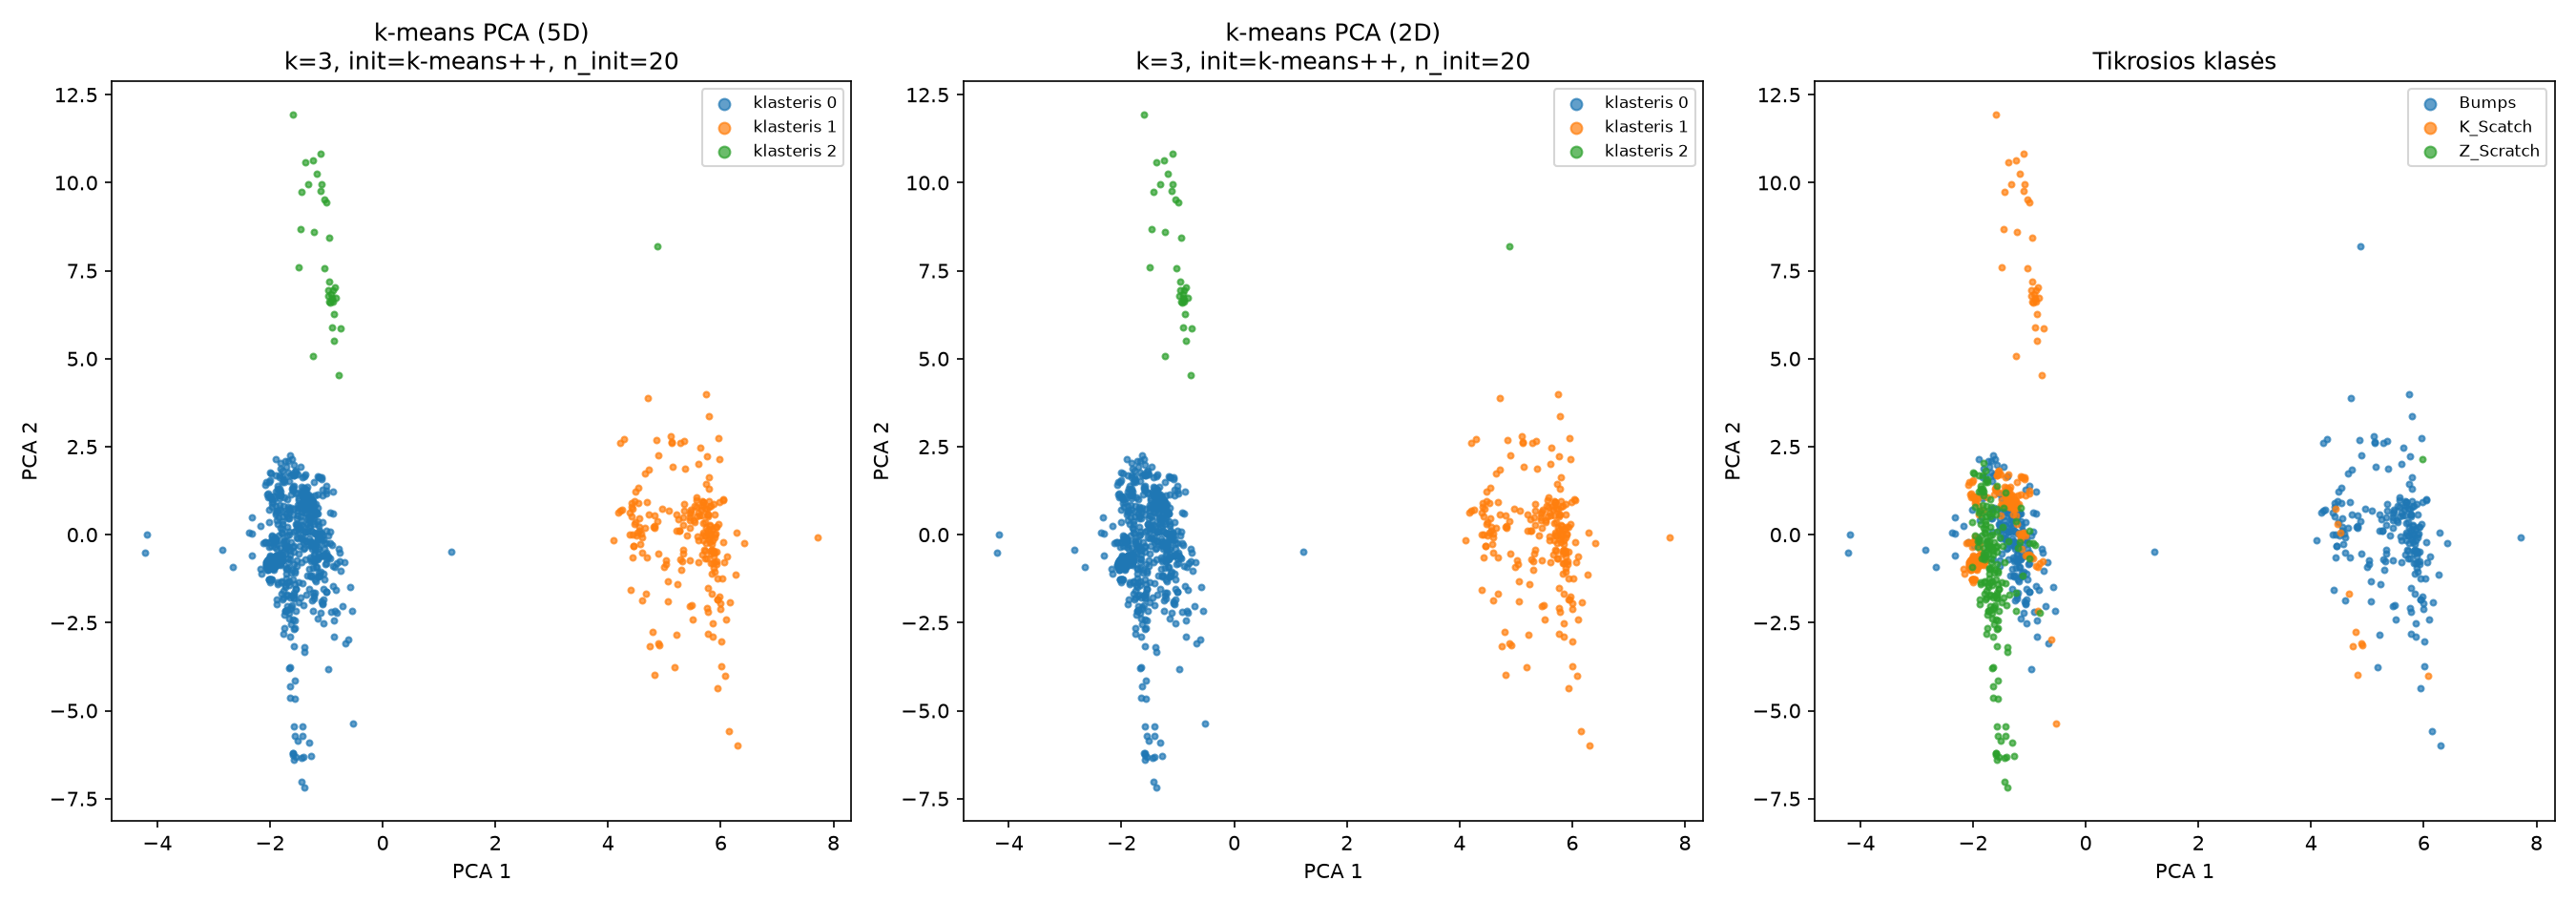 k-means PCA (5D)
k=3, init=k-means++, n_init=20
12.5
10.0
7.5
5.0
2.5
0.0
−2.5
−5.0
−7.5
PCA 2
−4
−2
0
2
4
6
8
PCA 1
klasteris 0
klasteris 1
klasteris 2
k-means PCA (2D)
k=3, init=k-means++, n_init=20
12.5
10.0
7.5
5.0
2.5
0.0
−2.5
−5.0
−7.5
PCA 2
−4
−2
0
2
4
6
8
PCA 1
klasteris 0
klasteris 1
klasteris 2
Tikrosios klasės
12.5
10.0
7.5
5.0
2.5
0.0
−2.5
−5.0
−7.5
PCA 2
−4
−2
0
2
4
6
8
PCA 1
Bumps
K_Scatch
Z_Scratch